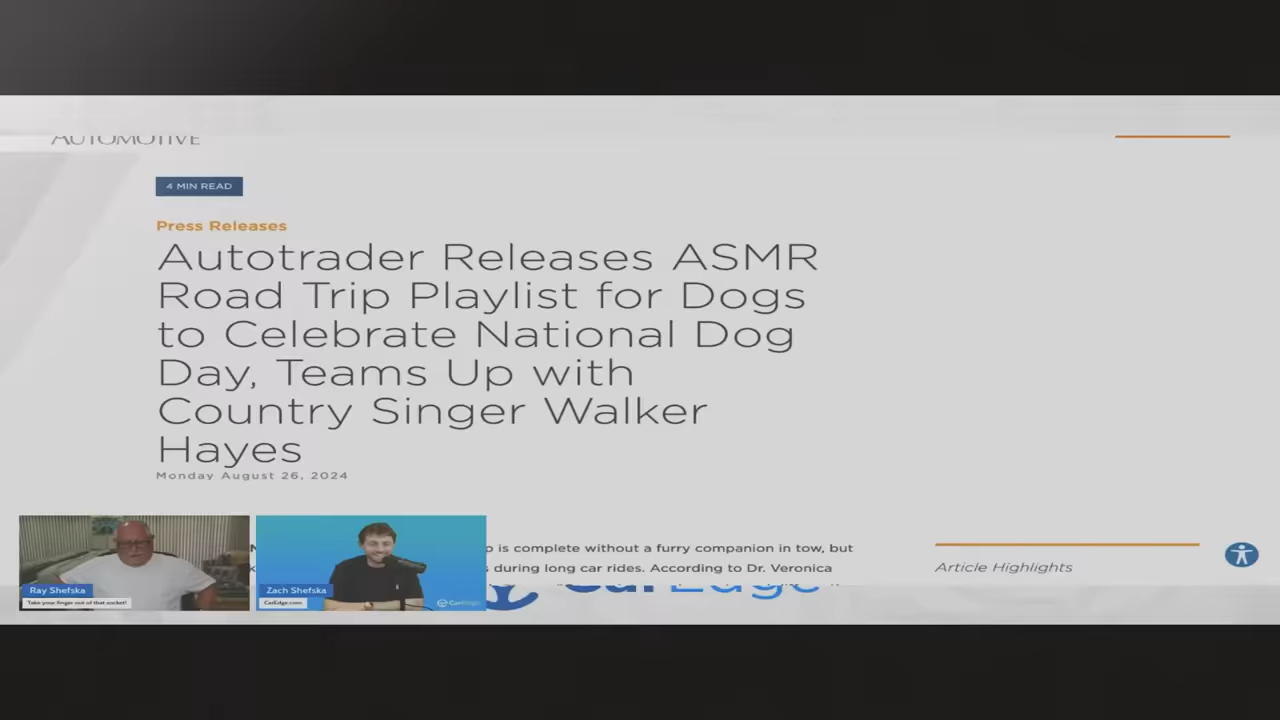 AUTOMOTIVE
4 MIN READ
Press Releases
Autotrader Releases ASMR
Road Trip Playlist for Dogs
to Celebrate National Dog
Day, Teams Up with
Country Singer Walker
Hayes
Monday August 26, 2024
is complete without a furry companion in tow, but
during long car rides. According to Dr. Veronica
Article Highlights
Ray Shefska
Take your finger out of that socket!
Zach Shefska
CarEdge.com
CarEdge
CarEdge